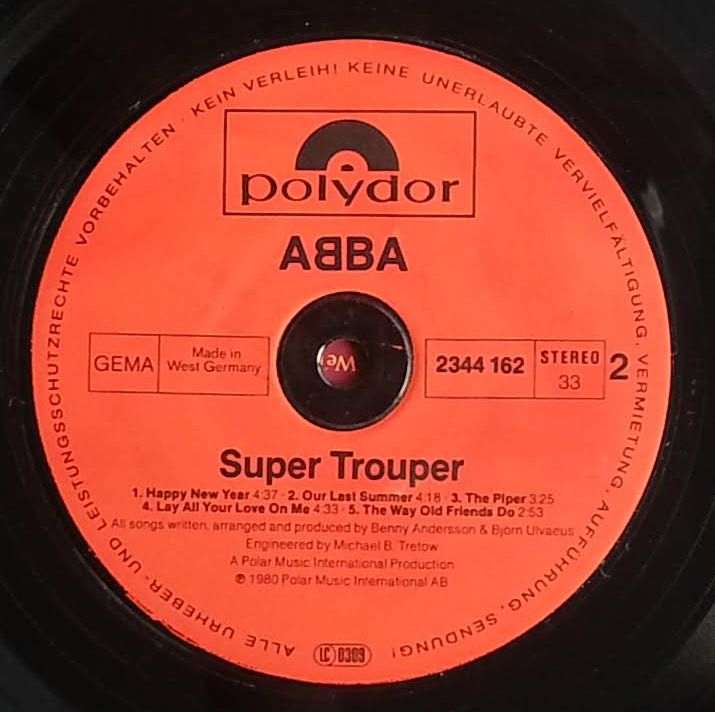 ALLE URHEBER- UND LEISTUNGSSCHUTZRECHTE VORBEHALTEN · KEIN VERLEIH! KEINE UNERLAUBTE VERVIELFÄLTIGUNG, VERMIETUNG, AUFFÜHRUNG, SENDUNG!
polydor
ABBA
GEMA
Made in
West Germany
2344 162
STEREO
33
2
Super Trouper
1. Happy New Year 4:37 · 2. Our Last Summer 4:18 · 3. The Piper 3:25
4. Lay All Your Love On Me 4:33 · 5. The Way Old Friends Do 2:53
All songs written, arranged and produced by Benny Andersson & Björn Ulvaeus
Engineered by Michael B. Tretow
A Polar Music International Production
℗ 1980 Polar Music International AB
LC 0309